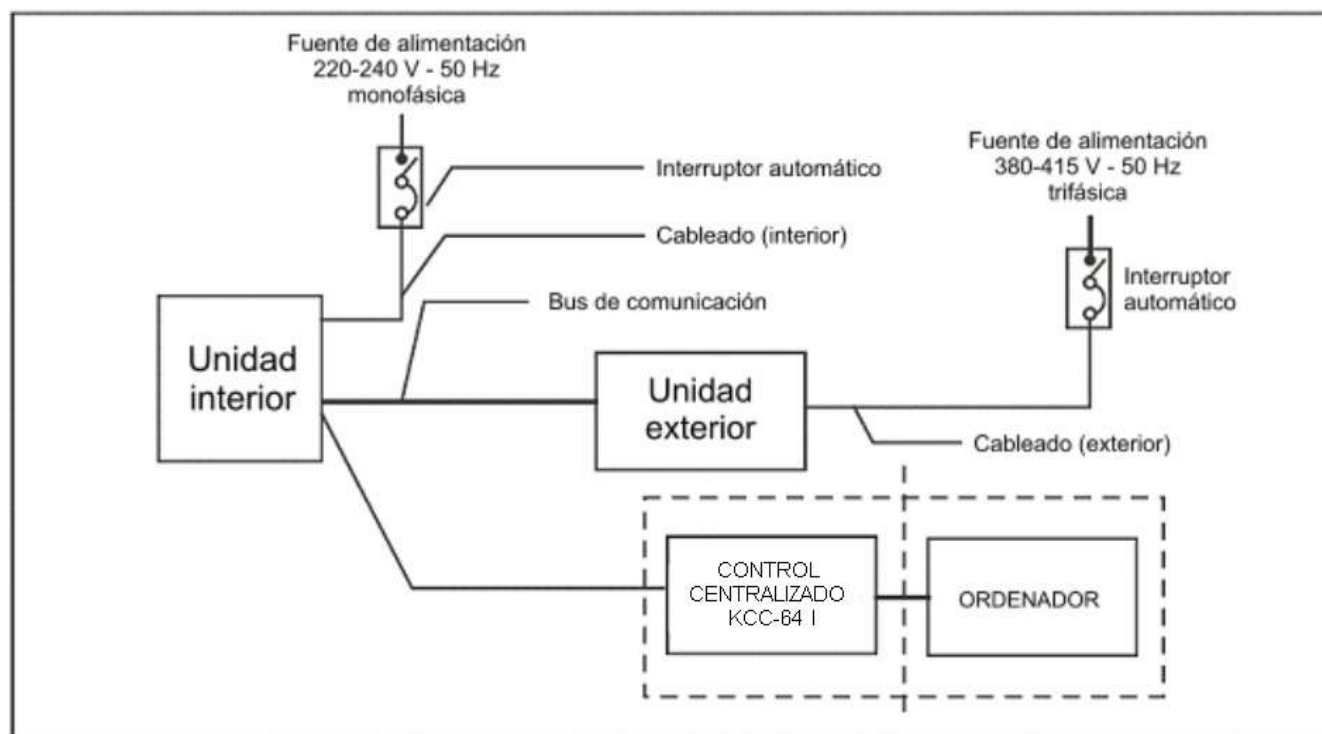 Fuente de alimentación
220-240 V - 50 Hz
monofásica
Interruptor automático
Cableado (interior)
Bus de comunicación
Fuente de alimentación
380-415 V - 50 Hz
trifásica
Interruptor
automático
Unidad
interior
Unidad
exterior
Cableado (exterior)
CONTROL
CENTRALIZADO
KCC-64 I
ORDENADOR